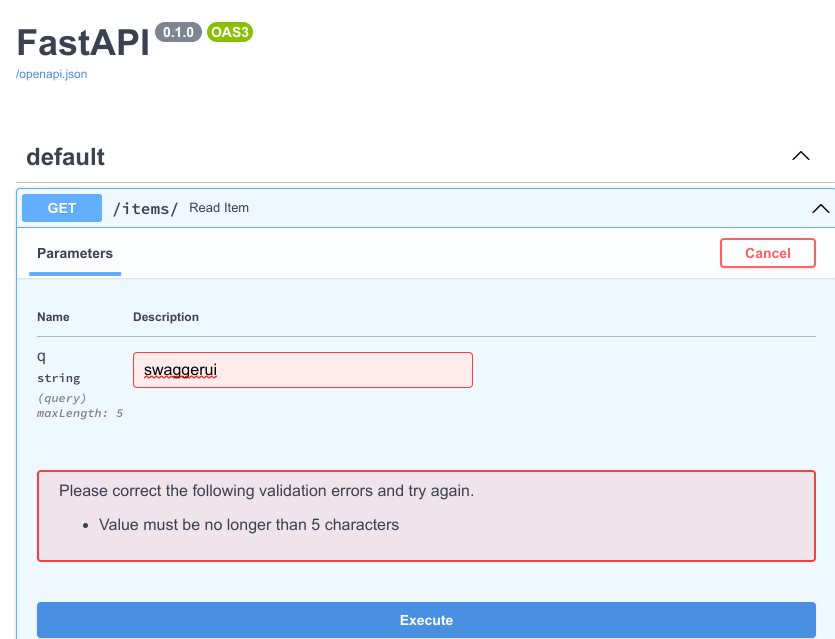 FastAPI 0.1.0 OAS3
/openapi.json
default
GET /items/ Read Item
Parameters Cancel
Name Description
q
string
(query)
maxLength: 5
swaggerui
Please correct the following validation errors and try again.
• Value must be no longer than 5 characters
Execute